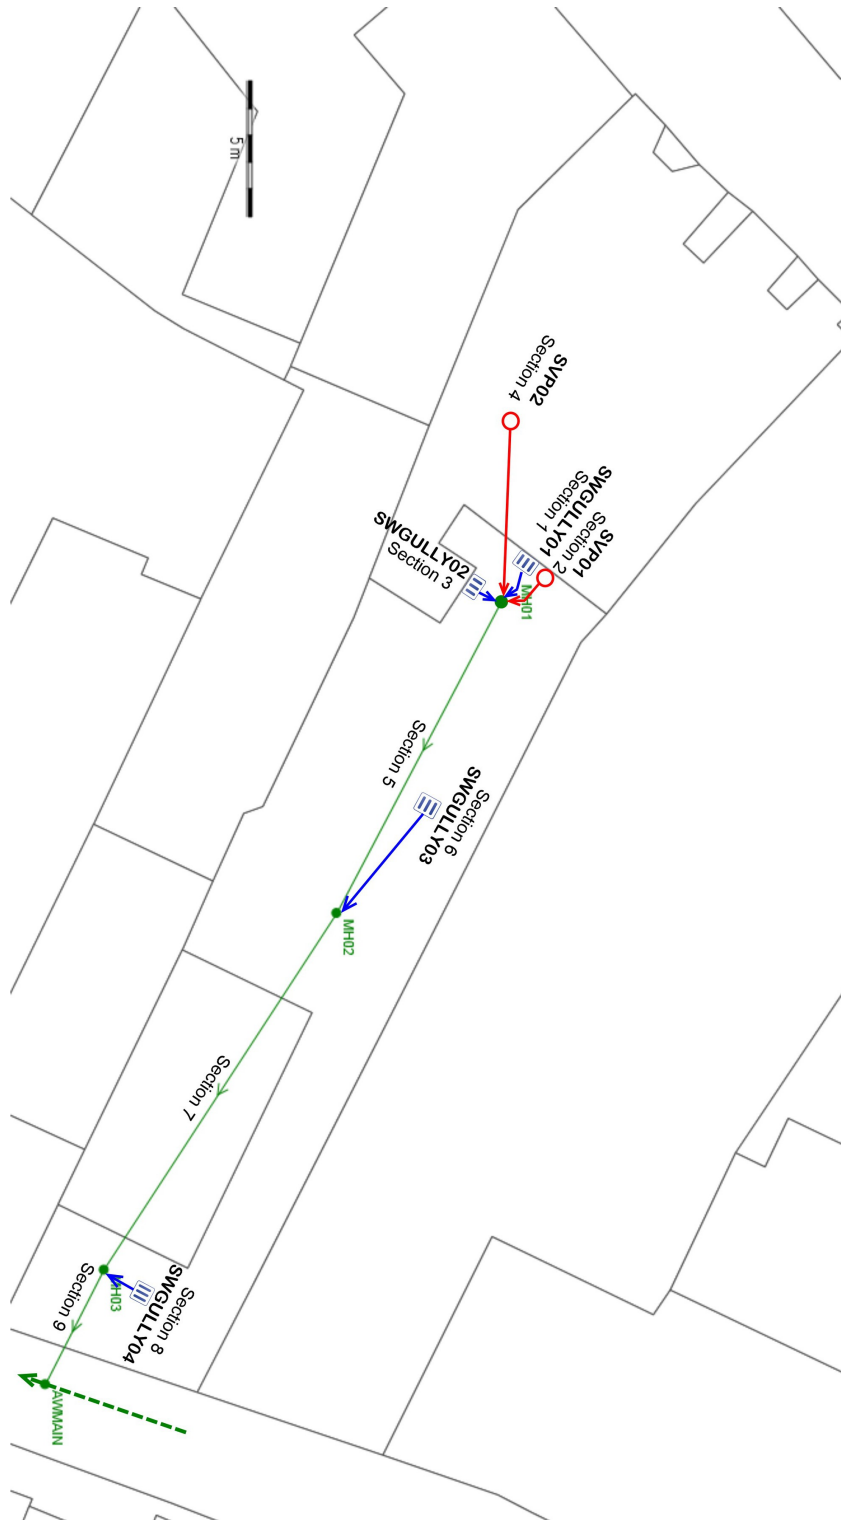 5 m
SVP02
Section 4
SWGULLY01
Section 1
SVP01
Section 2
SWGULLY02
Section 3
MH01
Section 5
Section 6
SWGULLY03
MH02
Section 7
Section 8
SWGULLY04
MH03
Section 9
AWMAIN